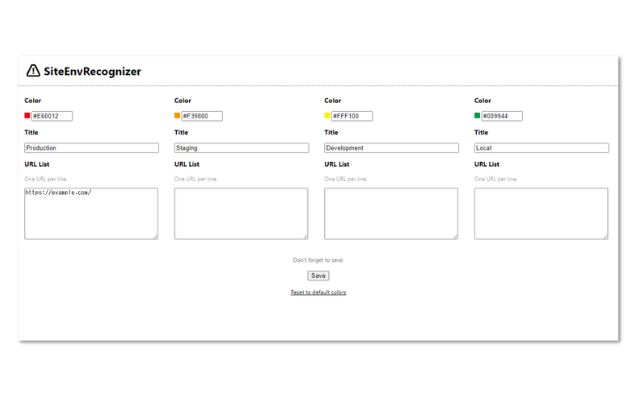 SiteEnvRecognizer
Color
#E60012
Title
Production
URL List
One URL per line.
https://example.com/
Color
#F39800
Title
Staging
URL List
One URL per line.
Color
#FFF100
Title
Development
URL List
One URL per line.
Color
#009944
Title
Local
URL List
One URL per line.
Don't forget to save.
Save
Reset to default colors